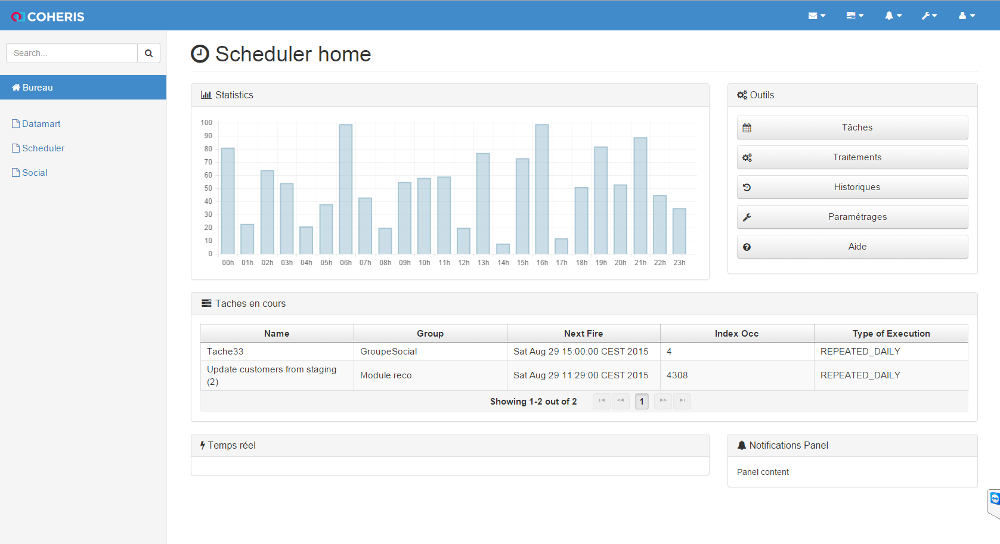 COHERIS
Search...
Bureau
Datamart
Scheduler
Social
Scheduler home
Statistics
100
90
80
70
60
50
40
30
20
10
0
00h 01h 02h 03h 04h 05h 06h 07h 08h 09h 10h 11h 12h 13h 14h 15h 16h 17h 18h 19h 20h 21h 22h 23h
Outils
Tâches
Traitements
Historiques
Paramétrages
Aide
Taches en cours
Name Group Next Fire Index Occ Type of Execution
Tache33 GroupeSocial Sat Aug 29 15:00:00 CEST 2015 4 REPEATED_DAILY
Update customers from staging
(2) Module reco Sat Aug 29 11:29:00 CEST 2015 4308 REPEATED_DAILY
Showing 1-2 out of 2 1
Temps réel
Notifications Panel
Panel content